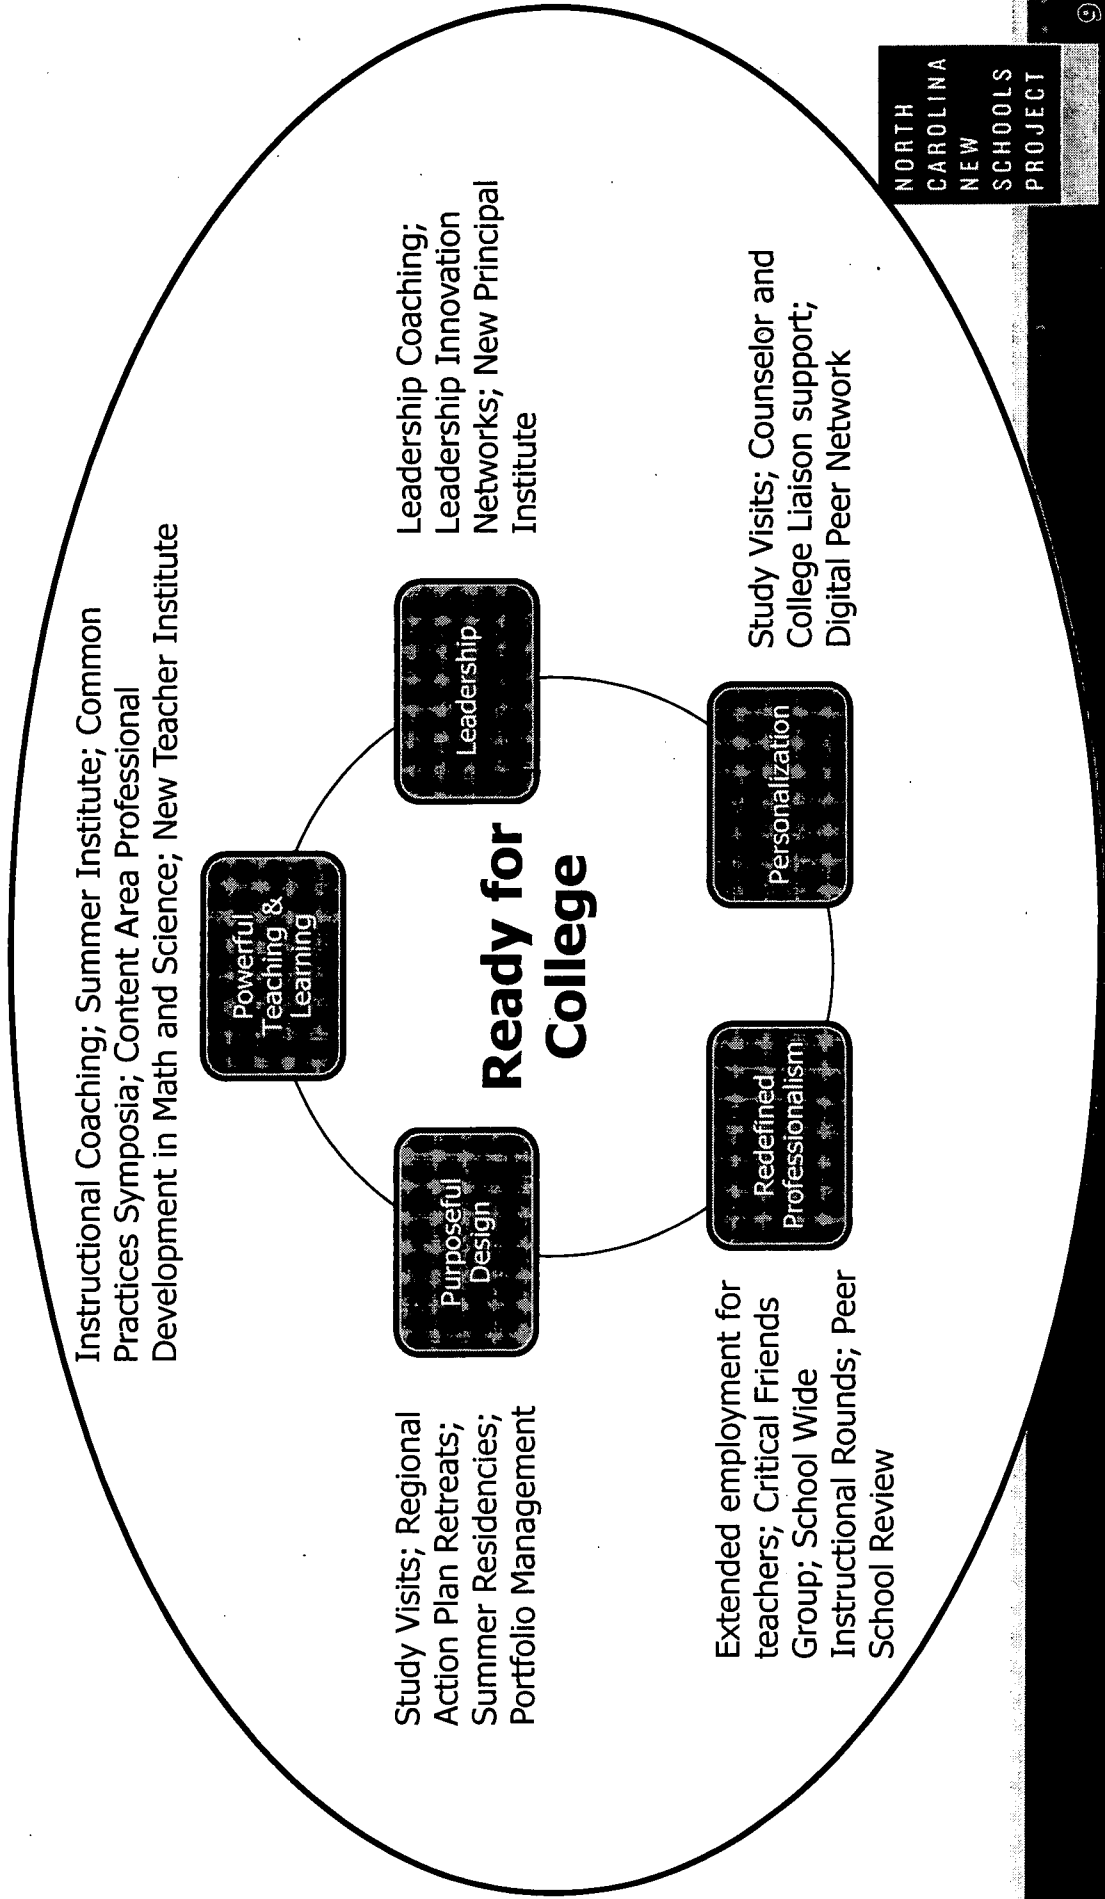 Instructional Coaching; Summer Institute; Common
Practices Symposia; Content Area Professional
Development in Math and Science; New Teacher Institute
Powerful
Teaching &
Learning
Study Visits; Regional
Action Plan Retreats;
Summer Residencies;
Portfolio Management
Purposeful
Design
Leadership
Leadership Coaching;
Leadership Innovation
Networks; New Principal
Institute
Ready for
College
Extended employment for
teachers; Critical Friends
Group; School Wide
Instructional Rounds; Peer
School Review
Redefined
Professionalism
Personalization
Study Visits; Counselor and
College Liaison support;
Digital Peer Network
NORTH
CAROLINA
NEW
SCHOOLS
PROJECT
9